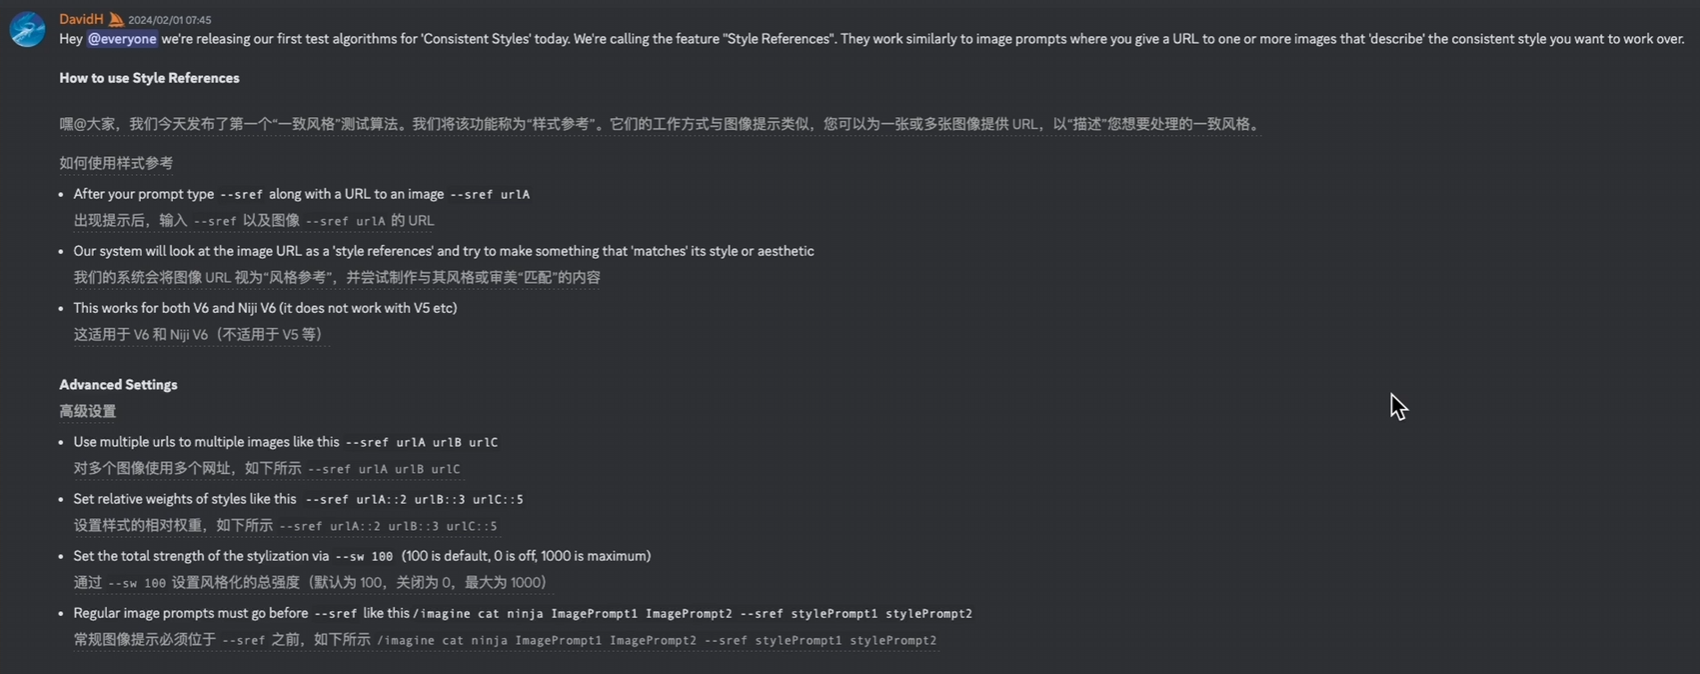 DavidH 2024/02/01 07:45
Hey @everyone we're releasing our first test algorithms for 'Consistent Styles' today. We're calling the feature "Style References". They work similarly to image prompts where you give a URL to one or more images that 'describe' the consistent style you want to work over.
How to use Style References
嘿@大家，我们今天发布了第一个“一致风格”测试算法。我们将该功能称为“样式参考”。它们的工作方式与图像提示类似，您可以为一张或多张图像提供 URL，以“描述”您想要处理的一致风格。
如何使用样式参考
• After your prompt type --sref along with a URL to an image --sref urlA
出现提示后，输入 --sref 以及图像 --sref urlA 的 URL
• Our system will look at the image URL as a 'style references' and try to make something that 'matches' its style or aesthetic
我们的系统会将图像 URL 视为“风格参考”，并尝试制作与其风格或审美“匹配”的内容
• This works for both V6 and Niji V6 (it does not work with V5 etc)
这适用于 V6 和 Niji V6（不适用于 V5 等）
Advanced Settings
高级设置
• Use multiple urls to multiple images like this --sref urlA urlB urlC
对多个图像使用多个网址，如下所示 --sref urlA urlB urlC
• Set relative weights of styles like this --sref urlA::2 urlB::3 urlC::5
设置样式的相对权重，如下所示 --sref urlA::2 urlB::3 urlC::5
• Set the total strength of the stylization via --sw 100 (100 is default, 0 is off, 1000 is maximum)
通过 --sw 100 设置风格化的总强度（默认为 100，关闭为 0，最大为 1000）
• Regular image prompts must go before --sref like this /imagine cat ninja ImagePrompt1 ImagePrompt2 --sref stylePrompt1 stylePrompt2
常规图像提示必须位于 --sref 之前，如下所示 /imagine cat ninja ImagePrompt1 ImagePrompt2 --sref stylePrompt1 stylePrompt2